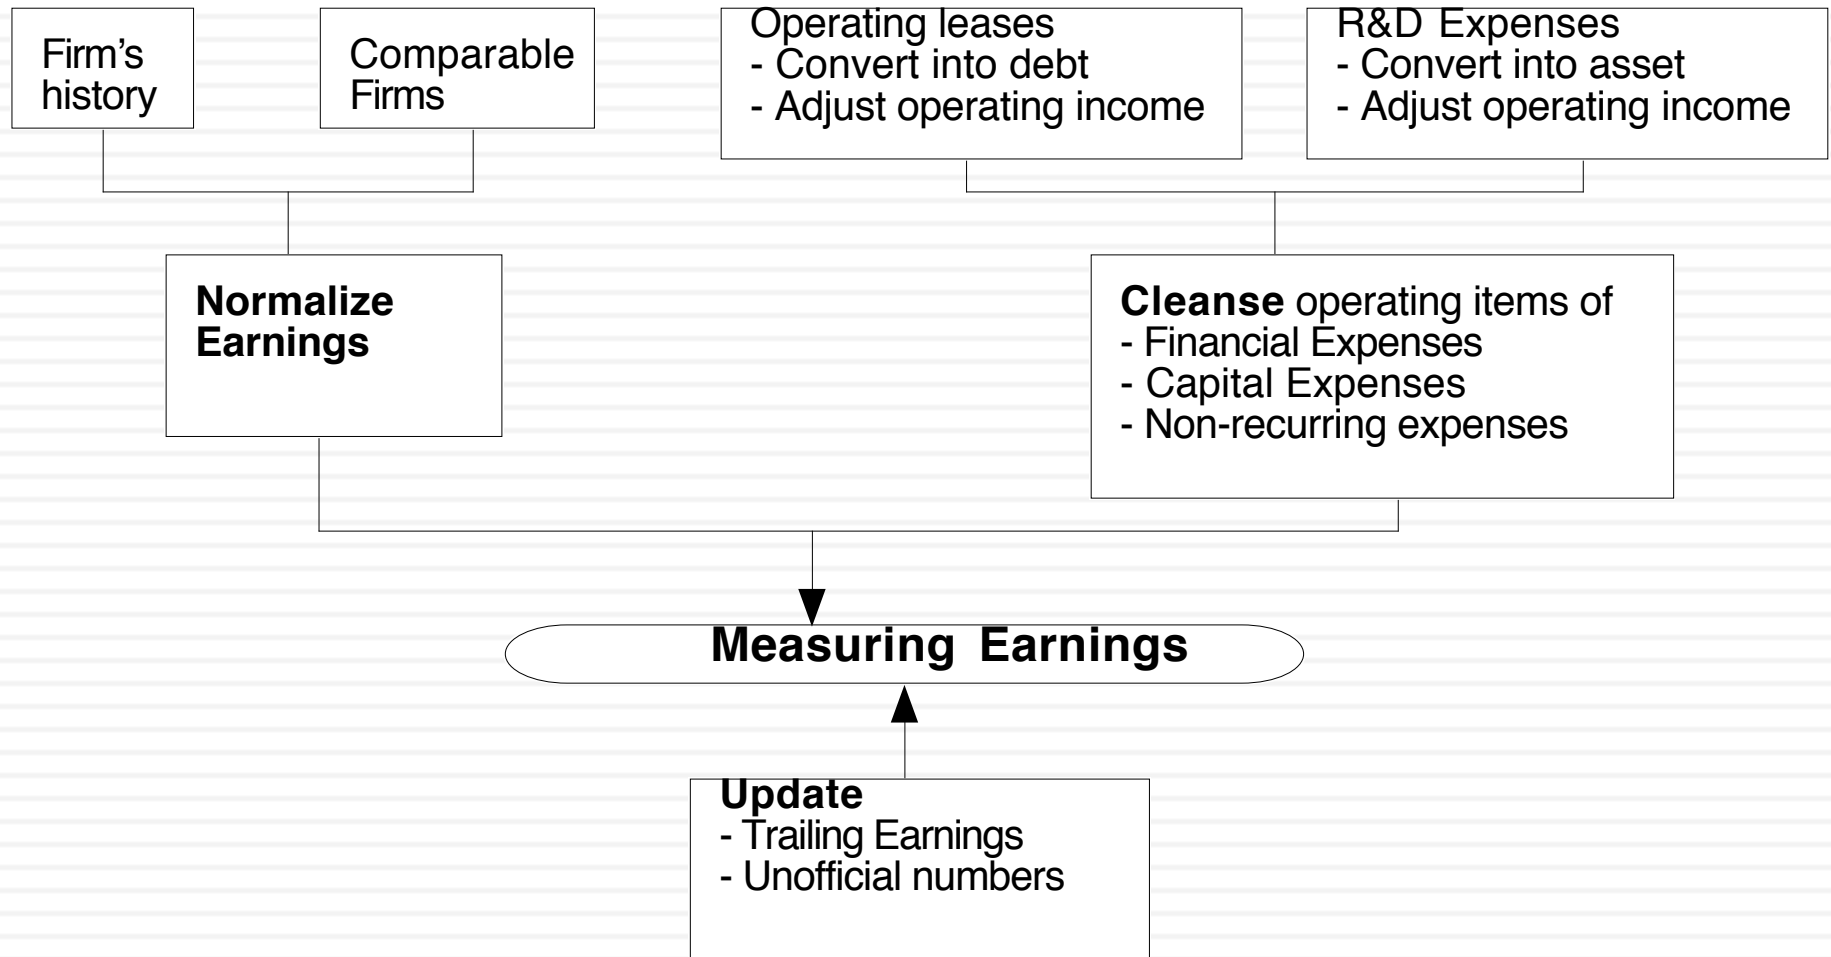 Firm's
history
Comparable
Firms
Operating leases
- Convert into debt
- Adjust operating income
R&D Expenses
- Convert into asset
- Adjust operating income
Normalize
Earnings
Cleanse operating items of
- Financial Expenses
- Capital Expenses
- Non-recurring expenses
Measuring Earnings
Update
- Trailing Earnings
- Unofficial numbers